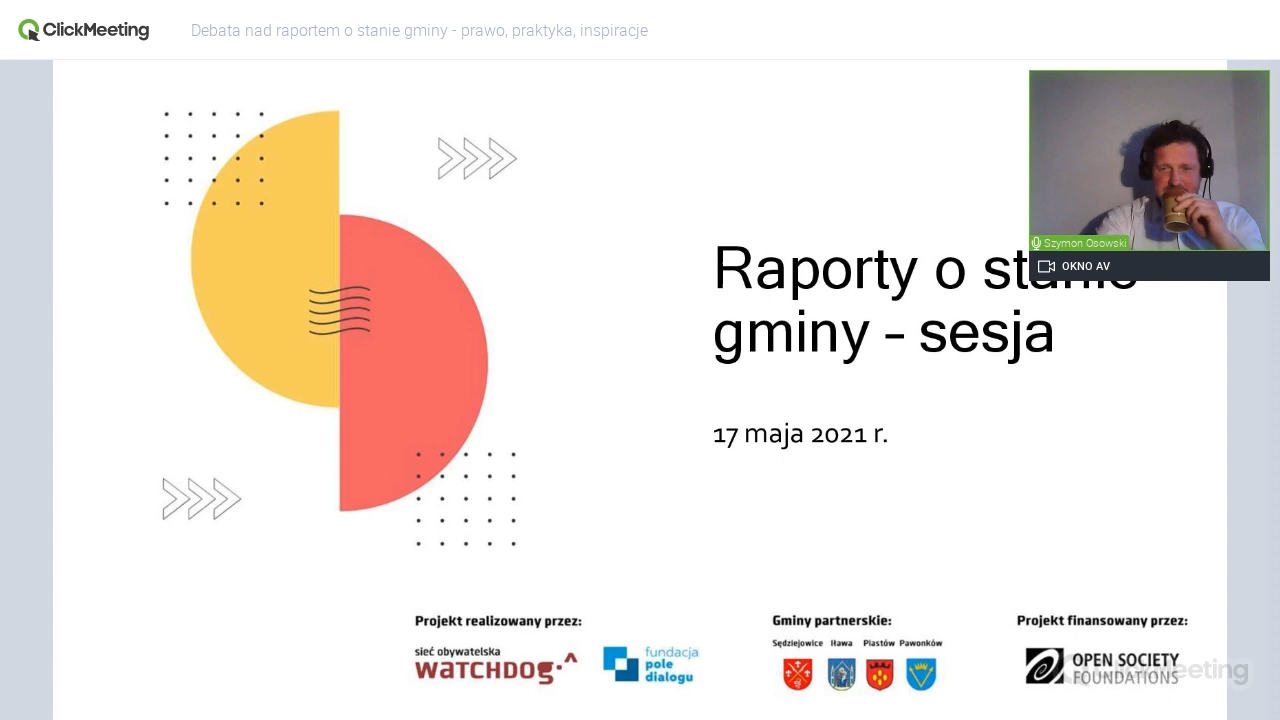 ClickMeeting
Debata nad raportem o stanie gminy - prawo, praktyka, inspiracje
Szymon Osowski
OKNO AV
Raporty o stanie
gminy – sesja
17 maja 2021 r.
Projekt realizowany przez:
Gminy partnerskie:
Projekt finansowany przez:
sieć obywatelska
WATCHDOG
fundacja
pole
dialogu
Sędziejowice Iława Piastów Pawonków
OPEN SOCIETY
FOUNDATIONS
ClickMeeting